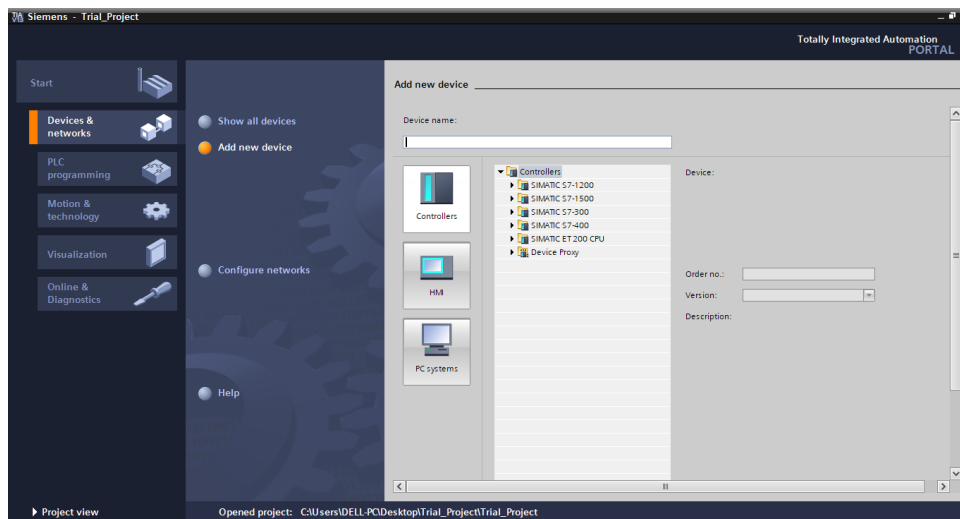 Siemens - Trial_Project
Totally Integrated Automation
PORTAL
Start
Devices &
networks
PLC
programming
Motion &
technology
Visualization
Online &
Diagnostics
Show all devices
Add new device
Configure networks
Help
Add new device
Device name:
Controllers
HMI
PC systems
Controllers
SIMATIC S7-1200
SIMATIC S7-1500
SIMATIC S7-300
SIMATIC S7-400
SIMATIC ET 200 CPU
Device Proxy
Device:
Order no.:
Version:
Description:
Project view
Opened project: C:\Users\DELL-PC\Desktop\Trial_Project\Trial_Project